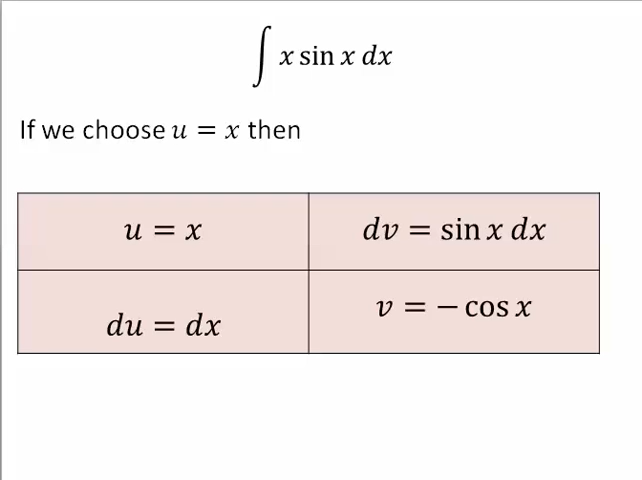 ∫ x sin x dx
If we choose u = x then
u = x
dv = sin x dx
du = dx
v = − cos x